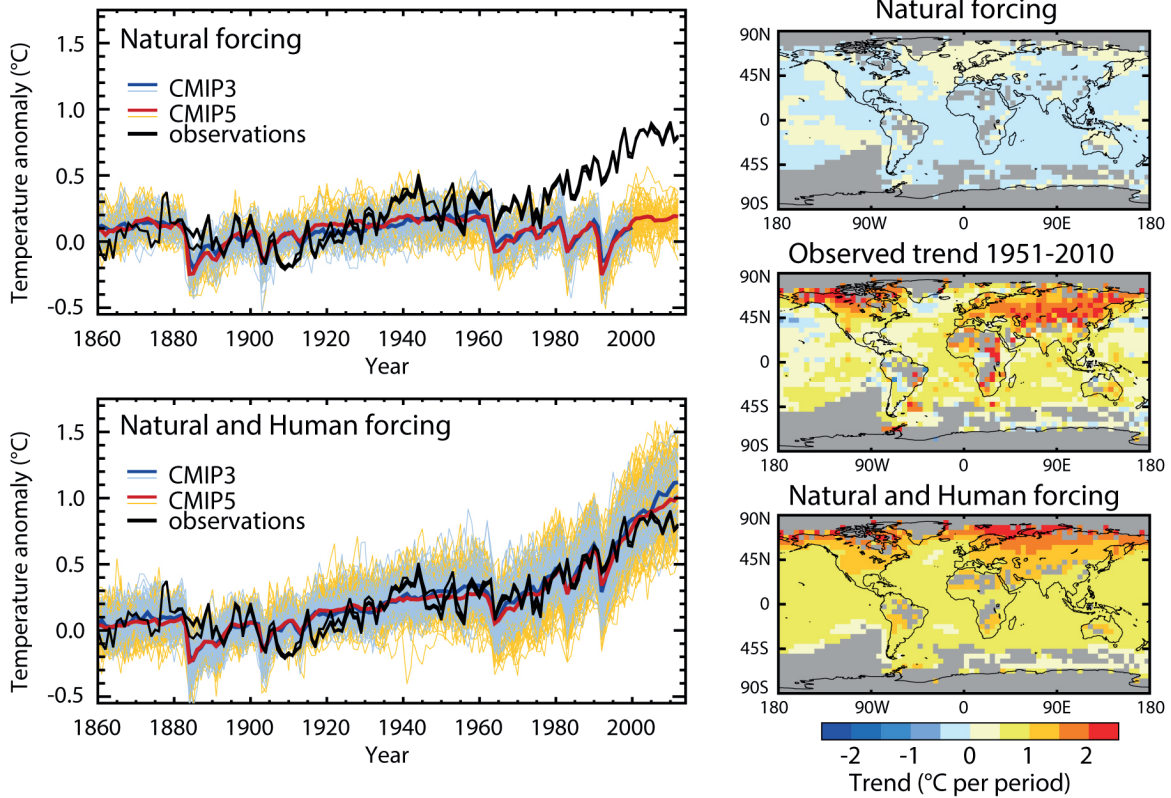 Natural forcing
CMIP3
CMIP5
observations
Temperature anomaly (°C)
1.5
1.0
0.5
0.0
-0.5
1860 1880 1900 1920 1940 1960 1980 2000
Year
Natural and Human forcing
CMIP3
CMIP5
observations
Temperature anomaly (°C)
1.5
1.0
0.5
0.0
-0.5
1860 1880 1900 1920 1940 1960 1980 2000
Year
Natural forcing
90N
45N
0
45S
90S
180 90W 0 90E 180
Observed trend 1951-2010
90N
45N
0
45S
90S
180 90W 0 90E 180
Natural and Human forcing
90N
45N
0
45S
90S
180 90W 0 90E 180
-2 -1 0 1 2
Trend (°C per period)